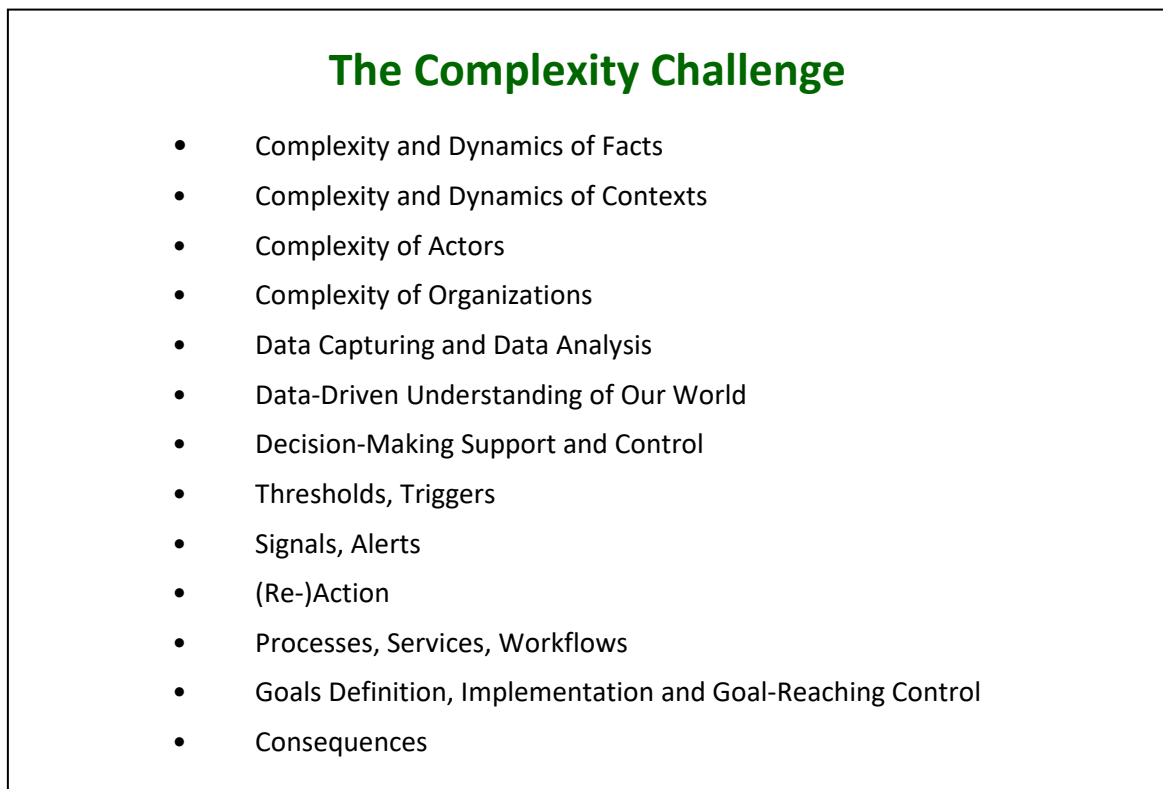 The Complexity Challenge
• Complexity and Dynamics of Facts
• Complexity and Dynamics of Contexts
• Complexity of Actors
• Complexity of Organizations
• Data Capturing and Data Analysis
• Data-Driven Understanding of Our World
• Decision-Making Support and Control
• Thresholds, Triggers
• Signals, Alerts
• (Re-)Action
• Processes, Services, Workflows
• Goals Definition, Implementation and Goal-Reaching Control
• Consequences